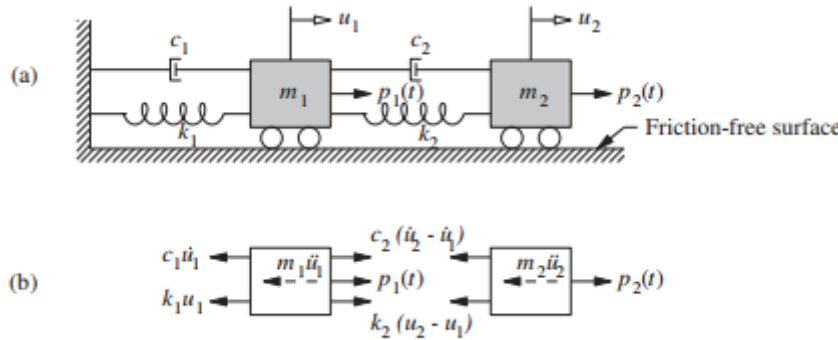 u₁ u₂
c₁ c₂
(a) m₁ p₁(t) m₂ p₂(t)
k₁ k₂ Friction-free surface
c₂ (u̇₂ - u̇₁)
c₁u̇₁
(b) m₁ü₁ p₁(t) m₂ü₂ p₂(t)
k₁u₁
k₂ (u₂ - u₁)